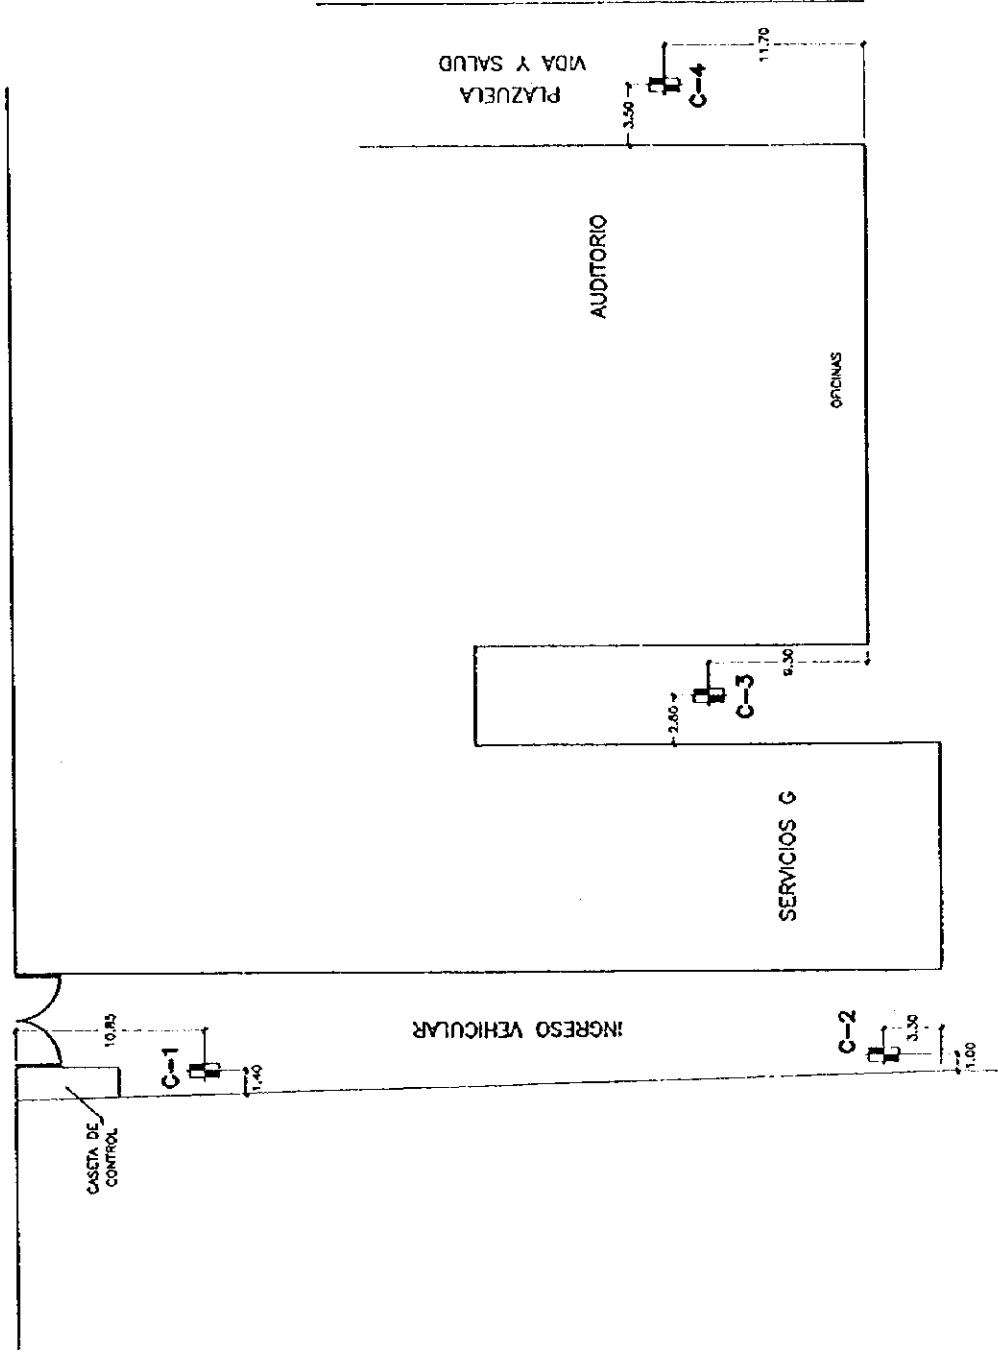 PLAZUELA
VIDA Y SALUD
11.70
3.50
C-4
AUDITORIO
OFICINAS
9.30
2.80
C-3
SERVICIOS G
INGRESO VEHICULAR
10.85
C-1
1.40
C-2
3.30
1.00
CASETA DE
CONTROL